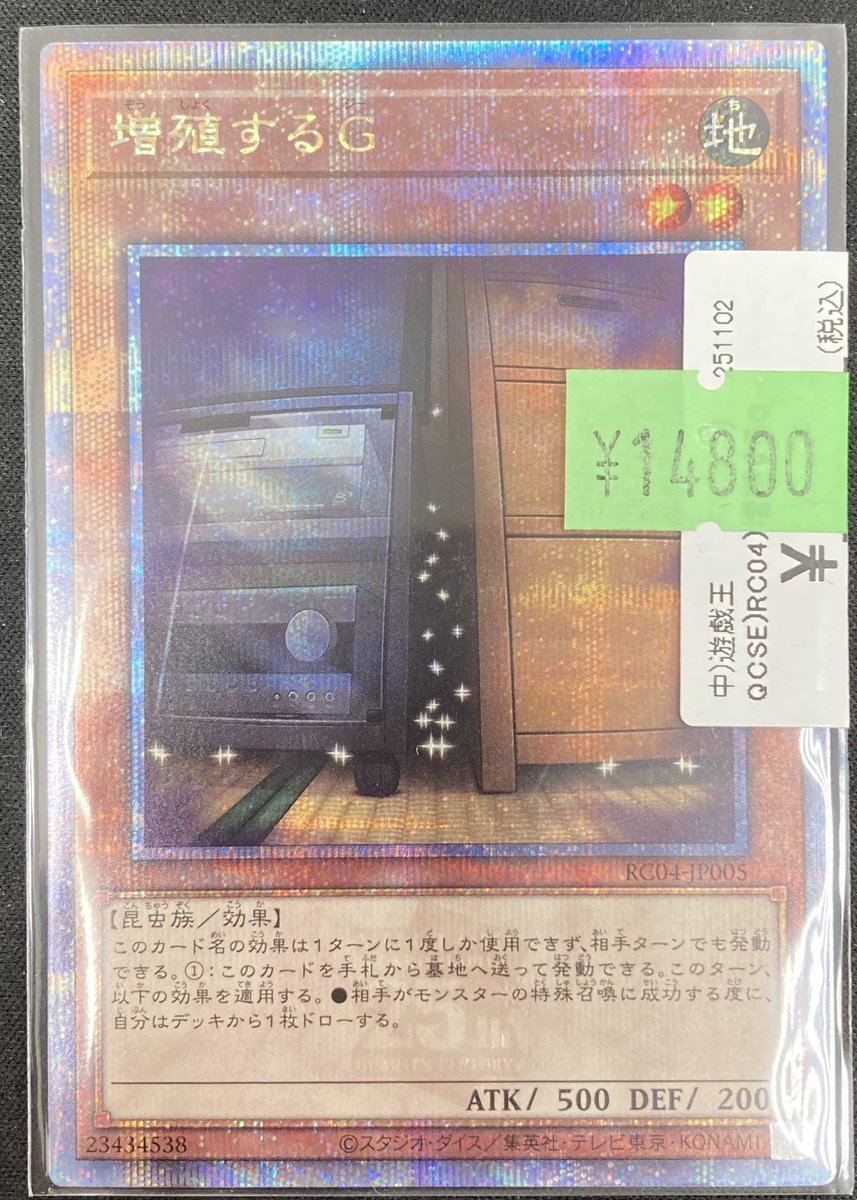 増殖するG
地
251102
(税込)
¥14800
¥
中)遊戯王
QCSE)RC04)
RC04-JP005
【昆虫族/効果】
このカード名の効果は1ターンに1度しか使用できず、相手ターンでも発動
できる。①:このカードを手札から墓地へ送って発動できる。このターン、
以下の効果を適用する。●相手がモンスターの特殊召喚に成功する度に、
自分はデッキから1枚ドローする。
ATK/ 500 DEF/ 200
23434538
©スタジオ・ダイス/集英社・テレビ東京・KONAMI